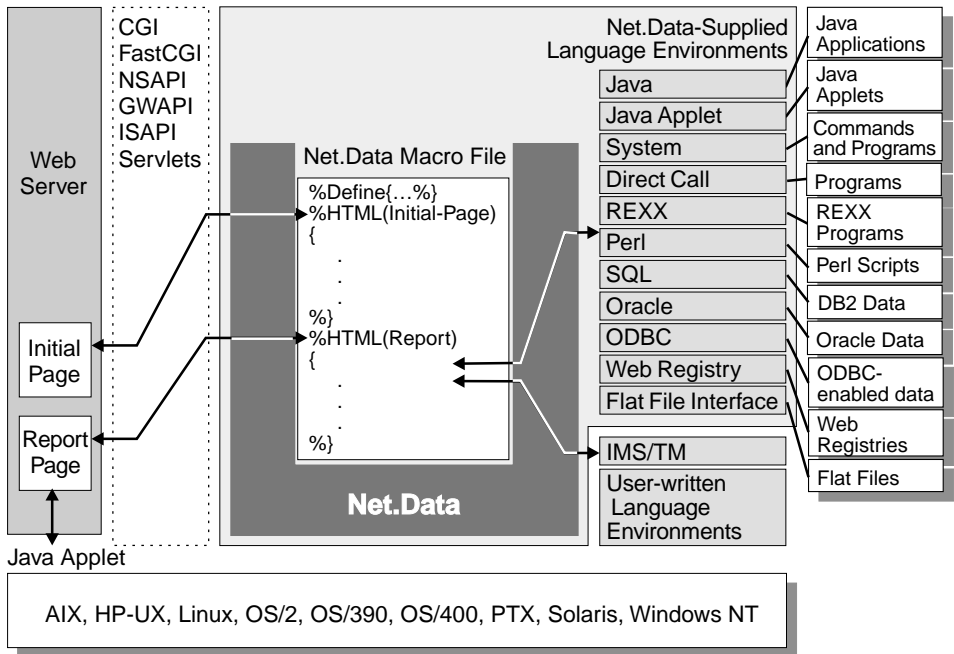 CGI
FastCGI
NSAPI
GWAPI
ISAPI
Servlets
Web
Server
Initial
Page
Report
Page
Java Applet
Net.Data Macro File
%Define{...%}
%HTML(Initial-Page)
{
.
.
.
%}
%HTML(Report)
{
.
.
.
%}
Net.Data
Net.Data-Supplied
Language Environments
Java
Java Applet
System
Direct Call
REXX
Perl
SQL
Oracle
ODBC
Web Registry
Flat File Interface
IMS/TM
User-written
Language
Environments
Java
Applications
Java
Applets
Commands
and Programs
Programs
REXX
Programs
Perl Scripts
DB2 Data
Oracle Data
ODBC-
enabled data
Web
Registries
Flat Files
AIX, HP-UX, Linux, OS/2, OS/390, OS/400, PTX, Solaris, Windows NT